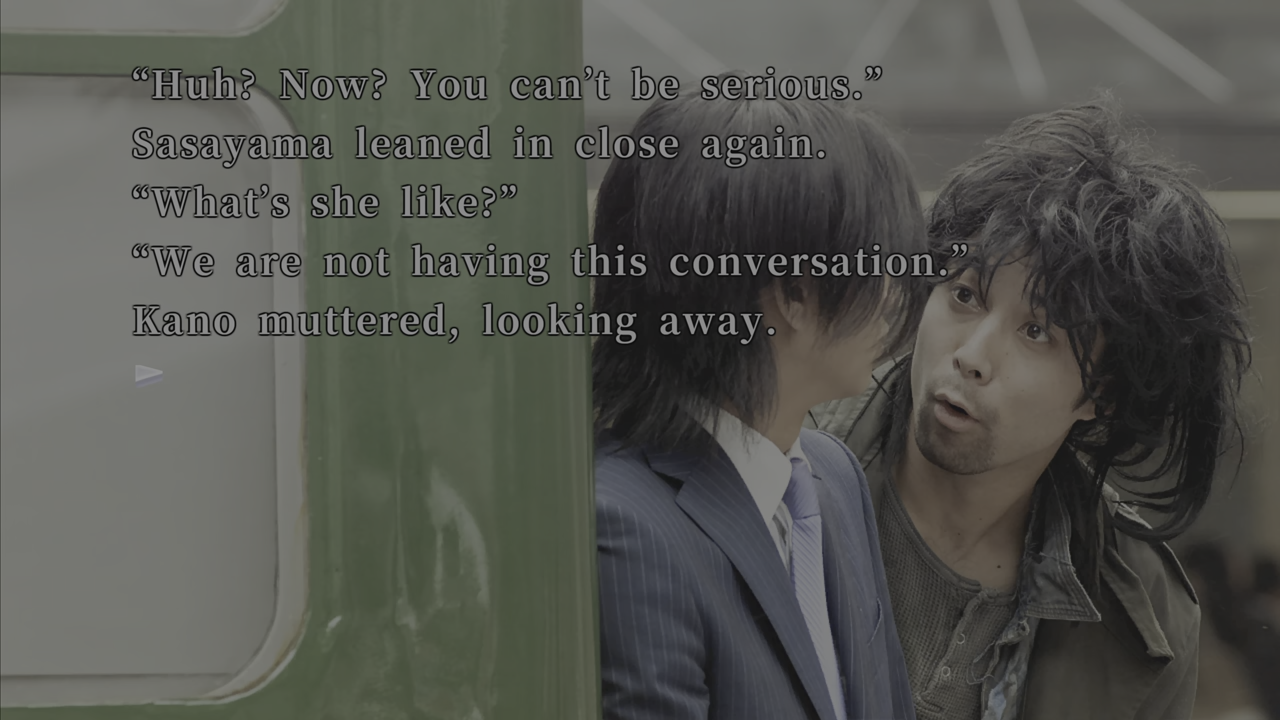 “Huh? Now? You can’t be serious.”
Sasayama leaned in close again.
“What’s she like?”
“We are not having this conversation.”
Kano muttered, looking away.